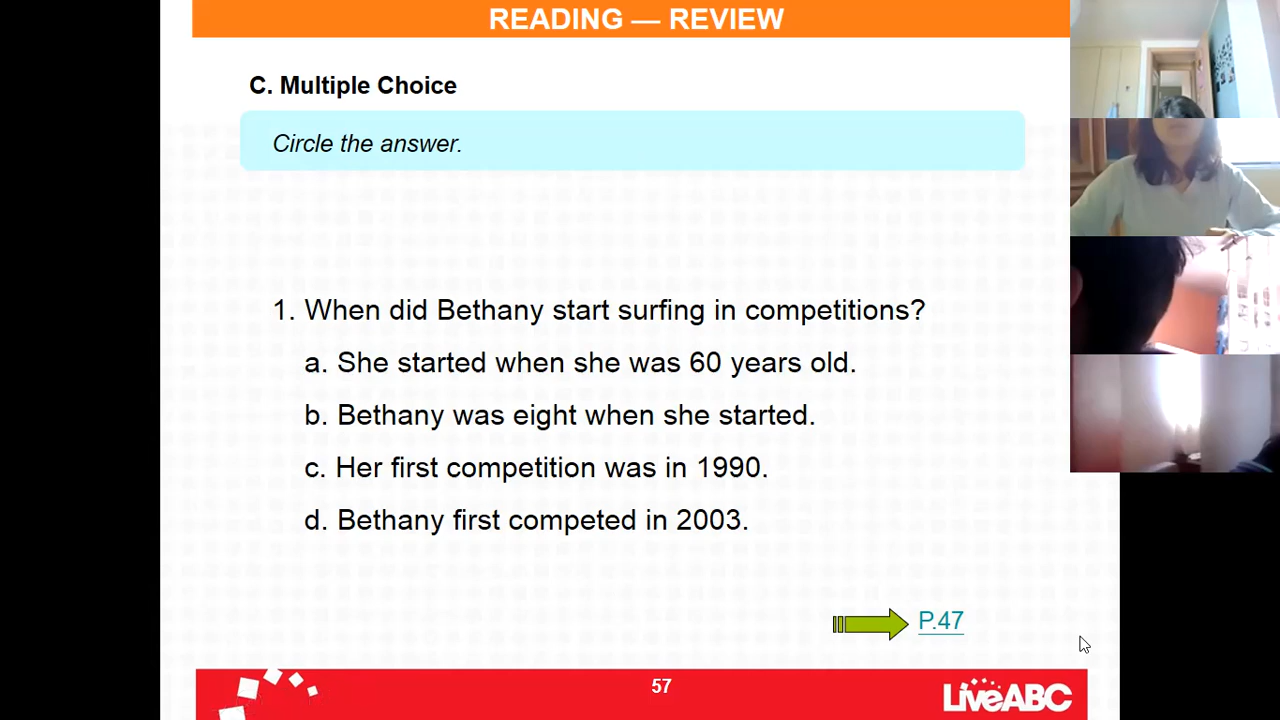 READING — REVIEW
C. Multiple Choice
Circle the answer.
1. When did Bethany start surfing in competitions?
a. She started when she was 60 years old.
b. Bethany was eight when she started.
c. Her first competition was in 1990.
d. Bethany first competed in 2003.
P.47
57
LiveABC